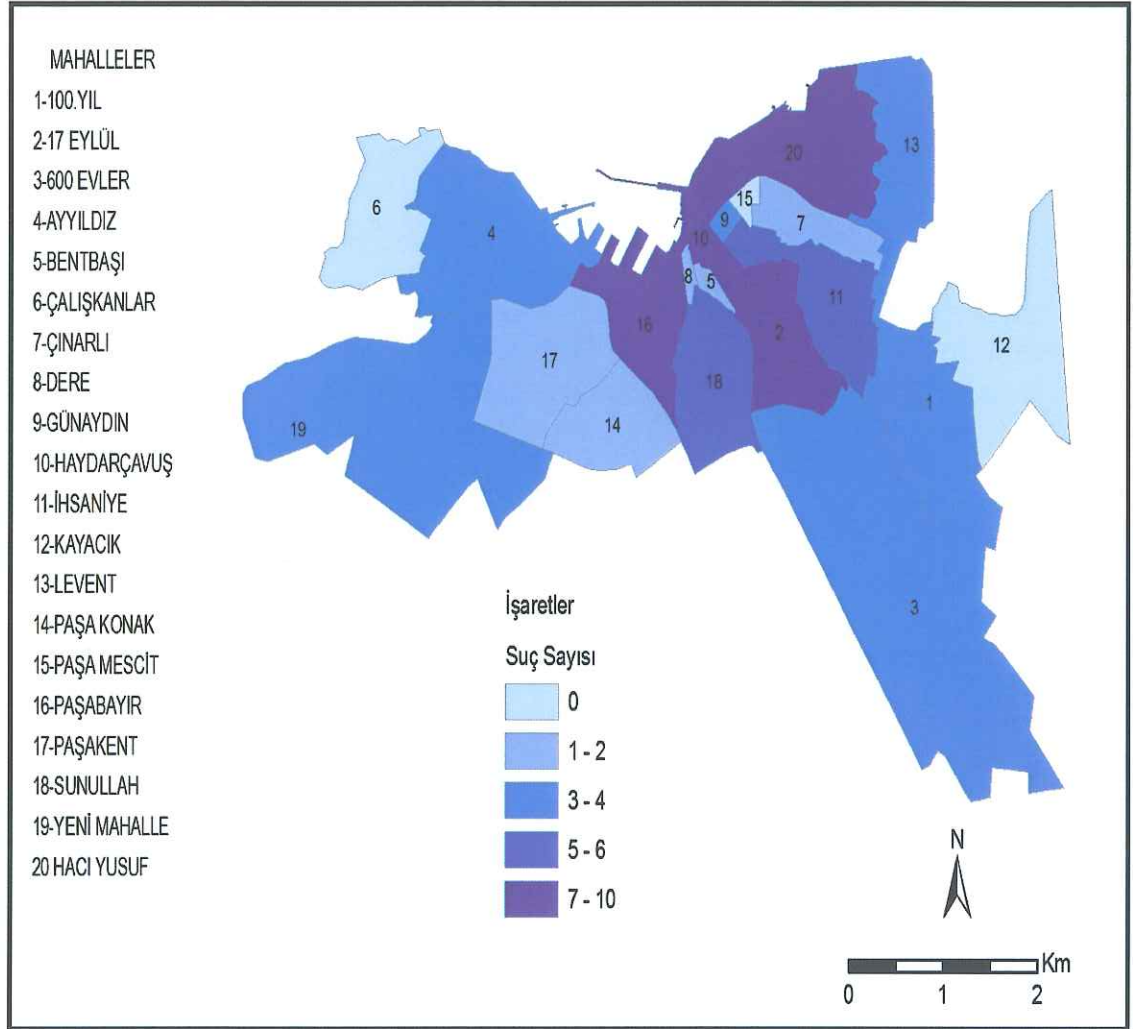 MAHALLELER
1-100.YIL
2-17 EYLÜL
3-600 EVLER
4-AYYILDIZ
5-BENTBAŞI
6-ÇALIŞKANLAR
7-ÇINARLI
8-DERE
9-GÜNAYDIN
10-HAYDARÇAVUŞ
11-İHSANİYE
12-KAYACIK
13-LEVENT
14-PAŞA KONAK
15-PAŞA MESCİT
16-PAŞABAYIR
17-PAŞAKENT
18-SUNULLAH
19-YENİ MAHALLE
20 HACI YUSUF
13
20
15
6
7
9
4
10
8
5
11
16
2
12
17
18
1
14
19
3
İşaretler
Suç Sayısı
0
1 - 2
3 - 4
5 - 6
7 - 10
N
Km
0 1 2